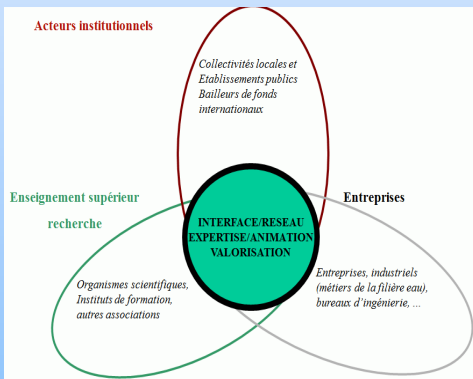 Acteurs institutionnels
Collectivités locales et
Etablissements publics
Bailleurs de fonds
internationaux
Enseignement supérieur
recherche
Entreprises
INTERFACE/RESEAU
EXPERTISE/ANIMATION
VALORISATION
Organismes scientifiques,
Instituts de formation,
autres associations
Entreprises, industriels
(métiers de la filière eau),
bureaux d'ingénierie, ...